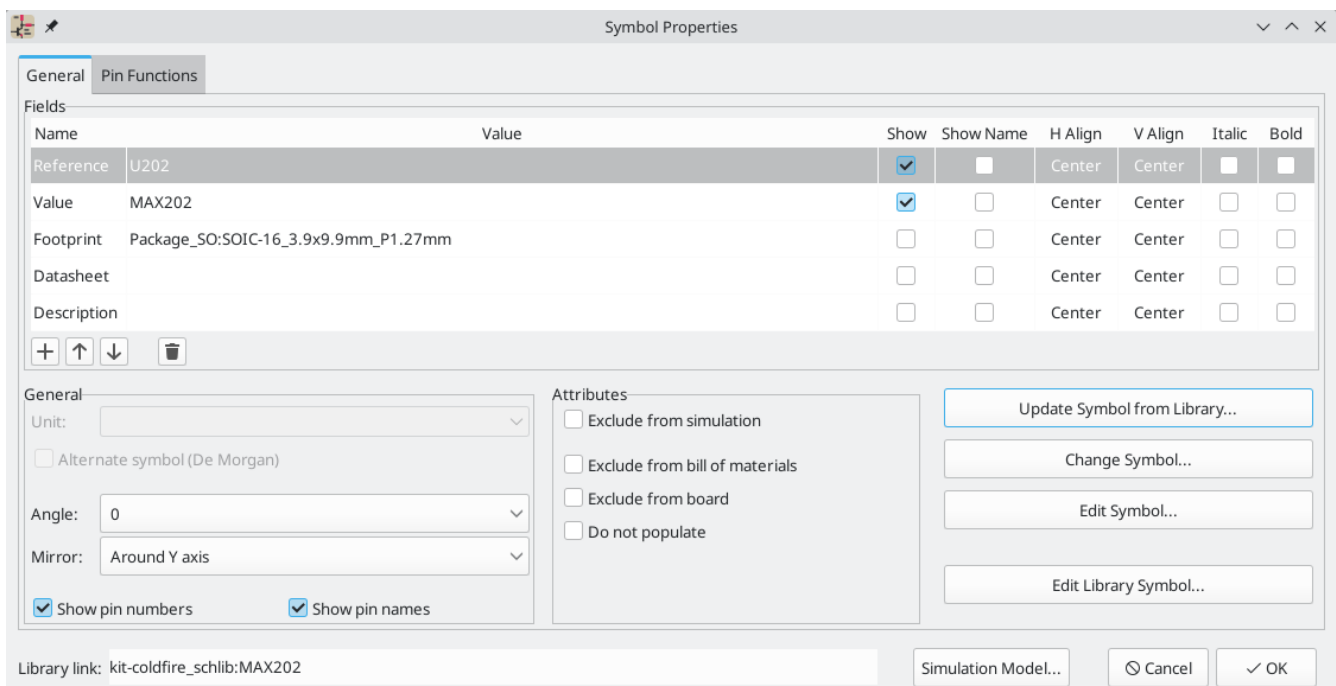 Symbol Properties
General Pin Functions
Fields
Name Value Show Show Name H Align V Align Italic Bold
Reference U202 Center Center
Value MAX202 Center Center
Footprint Package_SO:SOIC-16_3.9x9.9mm_P1.27mm Center Center
Datasheet Center Center
Description Center Center
General
Unit:
Alternate symbol (De Morgan)
Angle: 0
Mirror: Around Y axis
Show pin numbers Show pin names
Attributes
Exclude from simulation
Exclude from bill of materials
Exclude from board
Do not populate
Update Symbol from Library...
Change Symbol...
Edit Symbol...
Edit Library Symbol...
Library link: kit-coldfire_schlib:MAX202 Simulation Model... Cancel OK